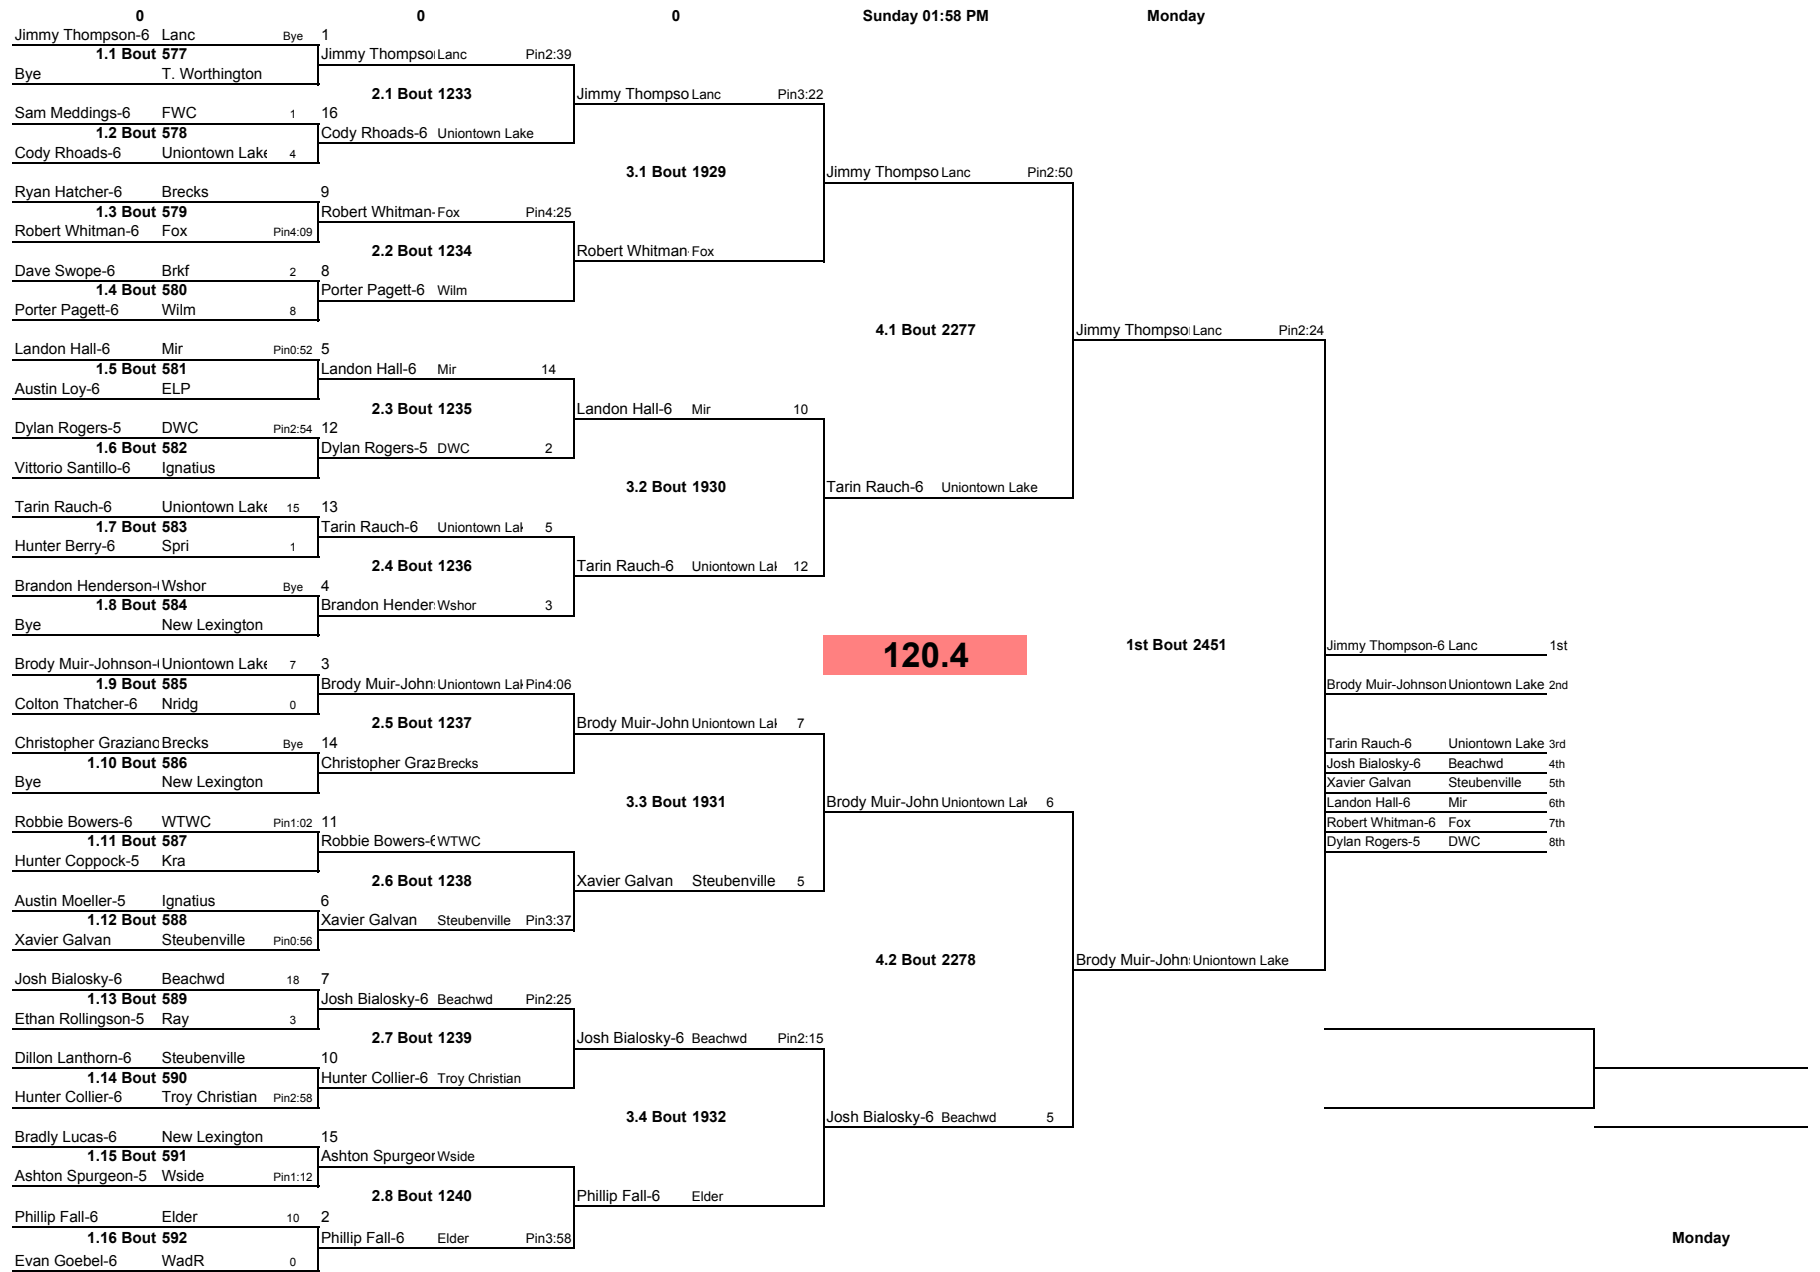 0 0 0 Sunday 01:58 PM Monday
Jimmy Thompson-6 Lanc Bye 1
1.1 Bout 577 Jimmy Thompso Lanc Pin2:39
Bye T. Worthington
2.1 Bout 1233 Jimmy Thompso Lanc Pin3:22
Sam Meddings-6 FWC 1 16
1.2 Bout 578 Cody Rhoads-6 Uniontown Lake
Cody Rhoads-6 Uniontown Lake 4
3.1 Bout 1929 Jimmy Thompso Lanc Pin2:50
Ryan Hatcher-6 Brecks 9
1.3 Bout 579 Robert Whitman- Fox Pin4:25
Robert Whitman-6 Fox Pin4:09
2.2 Bout 1234 Robert Whitman Fox
Dave Swope-6 Brkf 2 8
1.4 Bout 580 Porter Pagett-6 Wilm
Porter Pagett-6 Wilm 8
4.1 Bout 2277 Jimmy Thompso Lanc Pin2:24
Landon Hall-6 Mir Pin0:52 5
1.5 Bout 581 Landon Hall-6 Mir 14
Austin Loy-6 ELP
2.3 Bout 1235 Landon Hall-6 Mir 10
Dylan Rogers-5 DWC Pin2:54 12
1.6 Bout 582 Dylan Rogers-5 DWC 2
Vittorio Santillo-6 Ignatius
3.2 Bout 1930 Tarin Rauch-6 Uniontown Lake
Tarin Rauch-6 Uniontown Lake 15 13
1.7 Bout 583 Tarin Rauch-6 Uniontown Lak 5
Hunter Berry-6 Spri 1
2.4 Bout 1236 Tarin Rauch-6 Uniontown Lak 12
Brandon Henderson- Wshor Bye 4
1.8 Bout 584 Brandon Hender Wshor 3
Bye New Lexington
120.4 1st Bout 2451 Jimmy Thompson-6 Lanc 1st
Brody Muir-Johnson- Uniontown Lake 7 3
1.9 Bout 585 Brody Muir-John Uniontown Lak Pin4:06 Brody Muir-Johnson Uniontown Lake 2nd
Colton Thatcher-6 Nridg 0
2.5 Bout 1237 Brody Muir-John Uniontown Lak 7
Christopher Graziano Brecks Bye 14 Tarin Rauch-6 Uniontown Lake 3rd
1.10 Bout 586 Christopher Graz Brecks Josh Bialosky-6 Beachwd 4th
Bye New Lexington Xavier Galvan Steubenville 5th
3.3 Bout 1931 Brody Muir-John Uniontown Lak 6 Landon Hall-6 Mir 6th
Robbie Bowers-6 WTWC Pin1:02 11 Robert Whitman-6 Fox 7th
1.11 Bout 587 Robbie Bowers-6 WTWC Dylan Rogers-5 DWC 8th
Hunter Coppock-5 Kra
2.6 Bout 1238 Xavier Galvan Steubenville 5
Austin Moeller-5 Ignatius 6
1.12 Bout 588 Xavier Galvan Steubenville Pin3:37
Xavier Galvan Steubenville Pin0:56
4.2 Bout 2278 Brody Muir-John Uniontown Lake
Josh Bialosky-6 Beachwd 18 7
1.13 Bout 589 Josh Bialosky-6 Beachwd Pin2:25
Ethan Rollingson-5 Ray 3
2.7 Bout 1239 Josh Bialosky-6 Beachwd Pin2:15
Dillon Lanthorn-6 Steubenville 10
1.14 Bout 590 Hunter Collier-6 Troy Christian
Hunter Collier-6 Troy Christian Pin2:58
3.4 Bout 1932 Josh Bialosky-6 Beachwd 5
Bradly Lucas-6 New Lexington 15
1.15 Bout 591 Ashton Spurgeor Wside
Ashton Spurgeon-5 Wside Pin1:12
2.8 Bout 1240 Phillip Fall-6 Elder
Phillip Fall-6 Elder 10 2
1.16 Bout 592 Phillip Fall-6 Elder Pin3:58 Monday
Evan Goebel-6 WadR 0